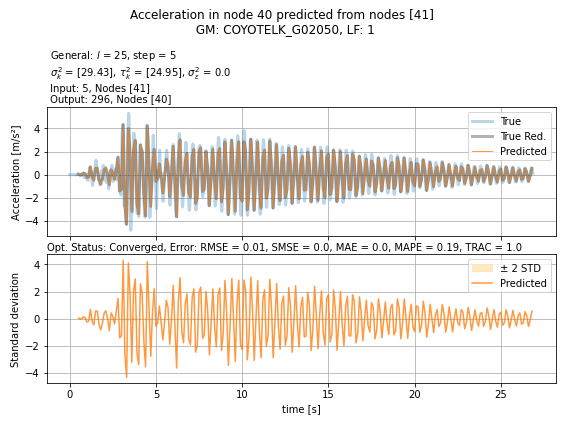 Acceleration in node 40 predicted from nodes [41]
GM: COYOTELK_G02050, LF: 1
General: l = 25, step = 5
σ²ₖ = [29.43], τ²ₖ = [24.95], σ²ε = 0.0
Input: 5, Nodes [41]
Output: 296, Nodes [40]
Acceleration [m/s²]
4
2
0
−2
−4
True
True Red.
Predicted
Opt. Status: Converged, Error: RMSE = 0.01, SMSE = 0.0, MAE = 0.0, MAPE = 0.19, TRAC = 1.0
Standard deviation
4
2
0
−2
−4
± 2 STD
Predicted
0 5 10 15 20 25
time [s]